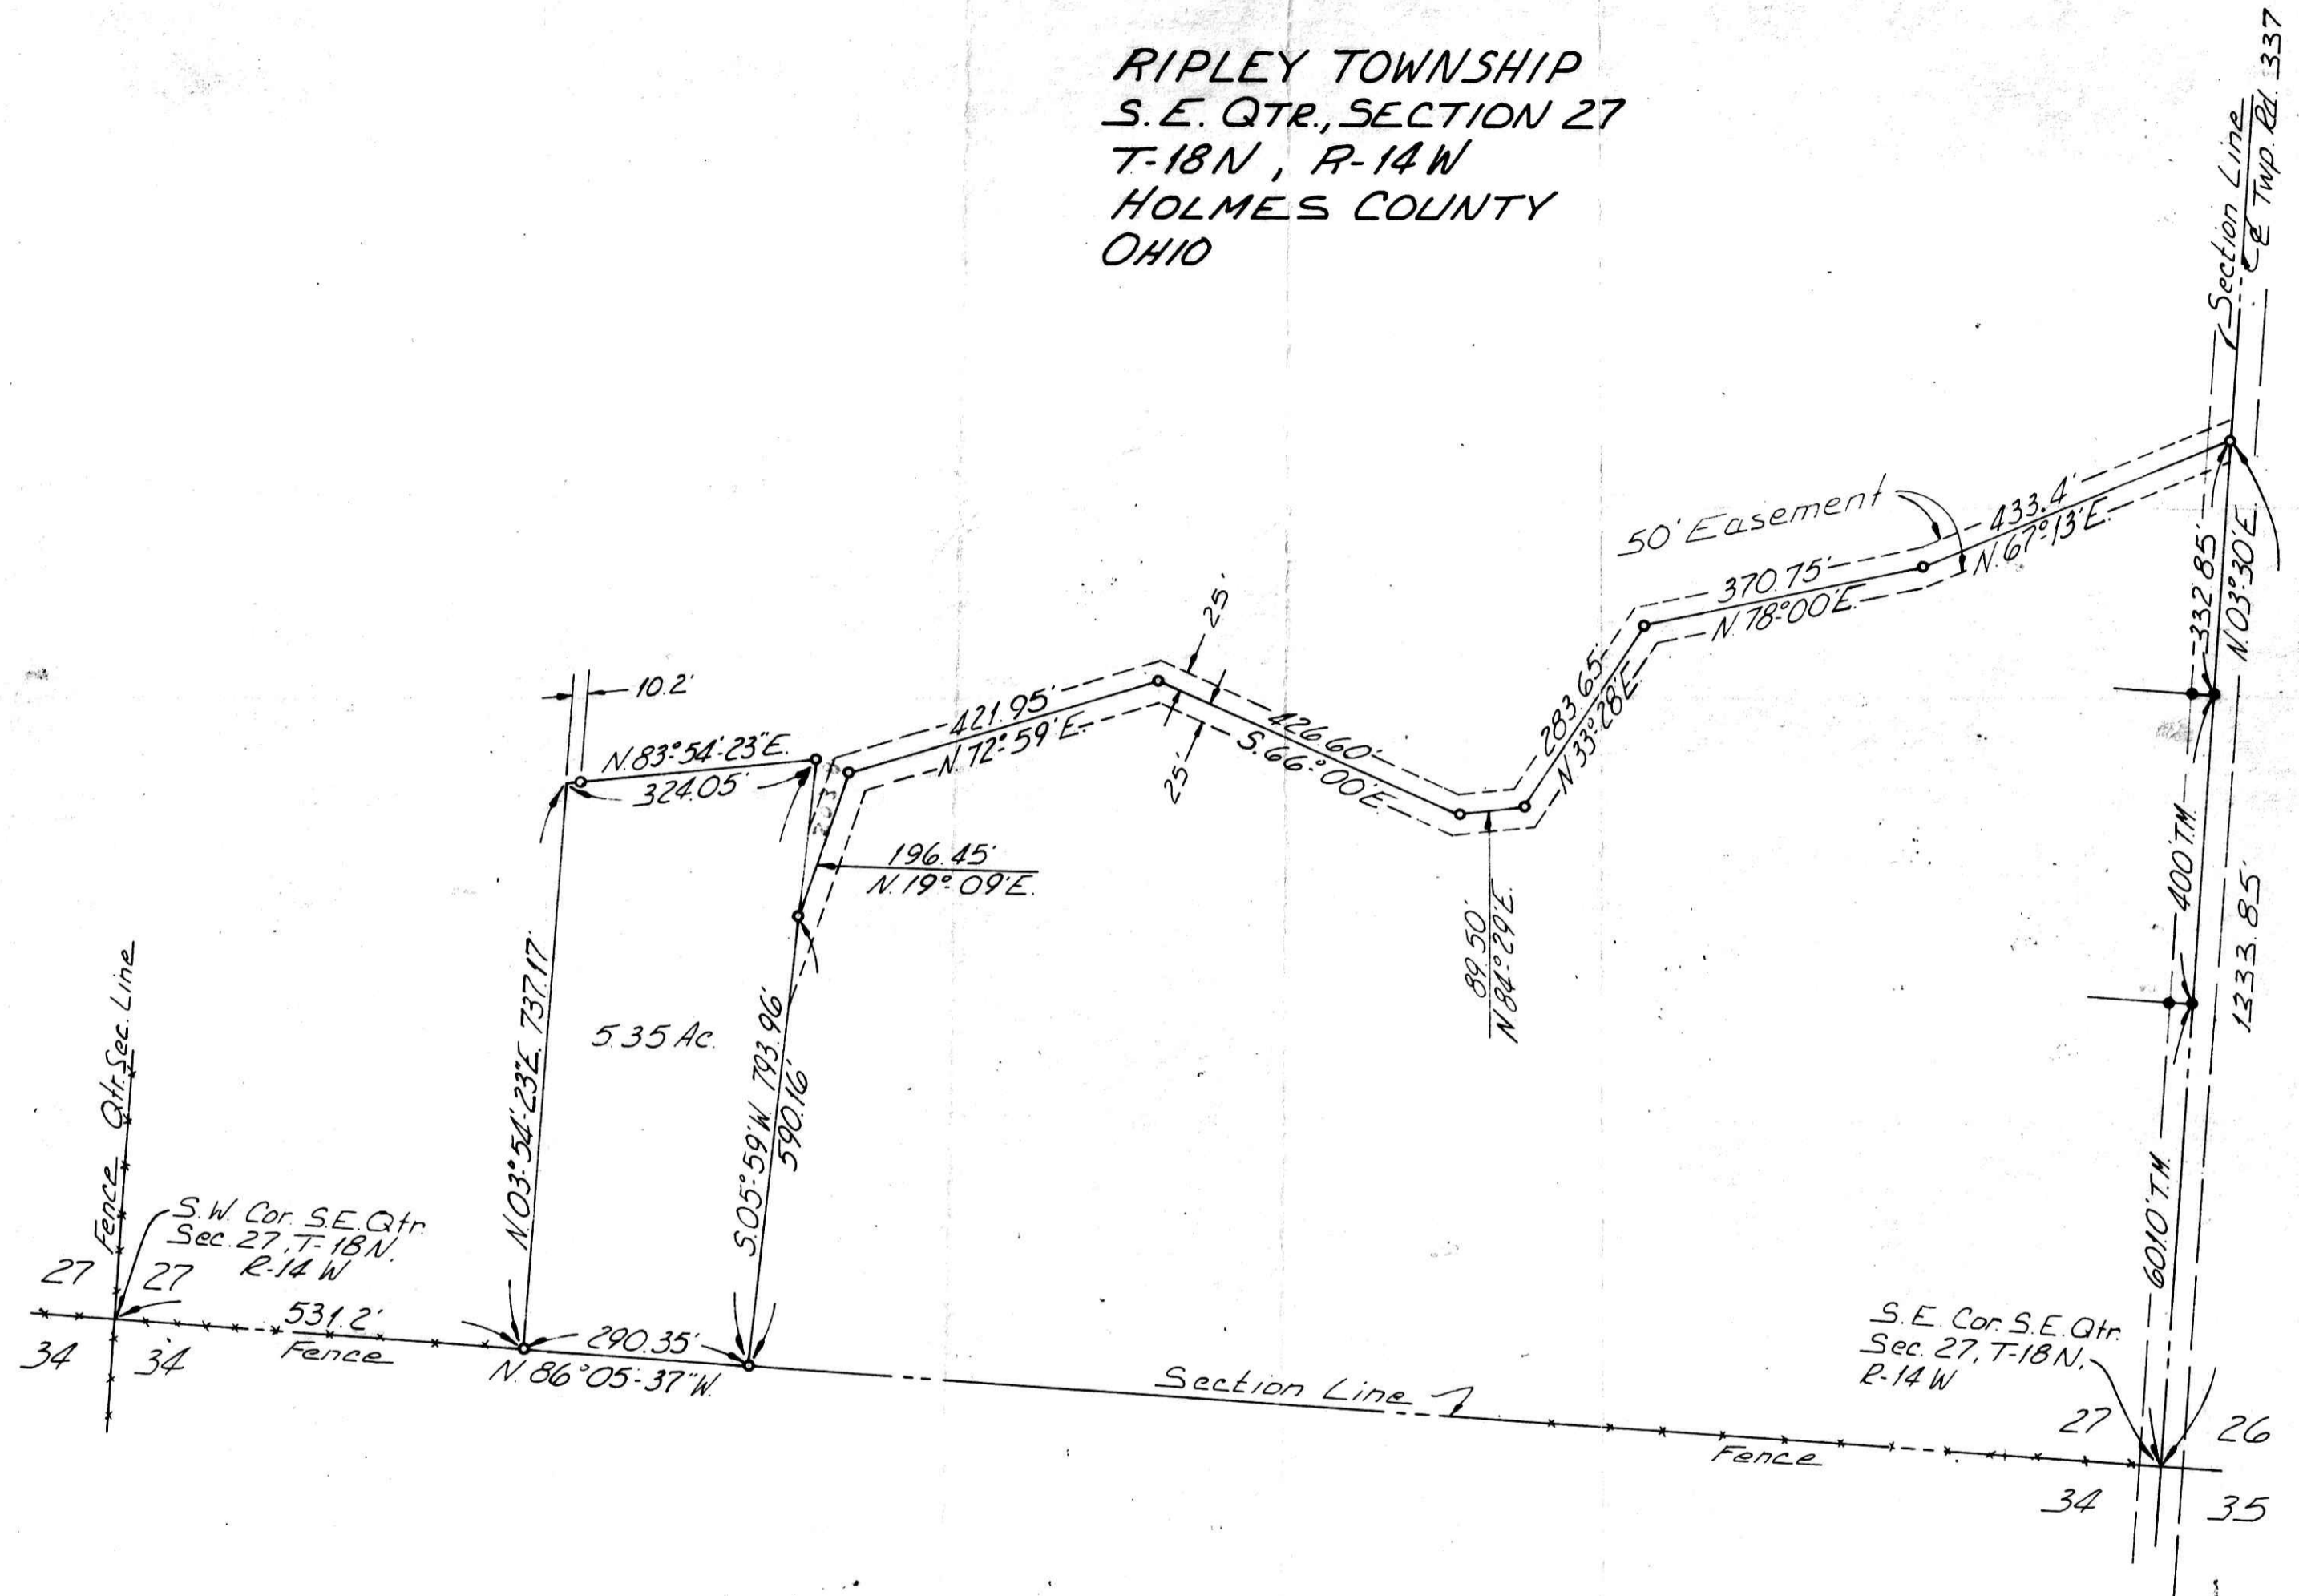 RIPLEY TOWNSHIP
S.E. QTR., SECTION 27
T-18N, R-14W
HOLMES COUNTY
OHIO
Section Line
℄ Twp. Rd. 337
50' Easement
433.4'
N.67°-13'E.
370.75'
N.78°-00'E.
332.85'
N.03°-30'E.
25'
10.2'
421.95'
N.72°-59'E.
N.83°-54'-23"E.
324.05'
426.60'
S.66°-00'E.
25'
283.65'
N.33°-28'E.
196.45'
N.19°-09'E.
89.50'
N.84°-29'E.
400' T.M.
1333.85'
Fence Qtr. Sec. Line
N.03°-54'-23"E. 737.17'
5.35 Ac.
S.05°-59'W. 793.96'
590.16'
601.0' T.M.
S.W. Cor. S.E. Qtr.
Sec. 27, T-18N,
R-14W
27 27
531.2'
Fence
34 34
290.35'
N.86°05'-37"W.
Section Line
Fence
S.E. Cor. S.E. Qtr.
Sec. 27, T-18N,
R-14W
27 26
34 35